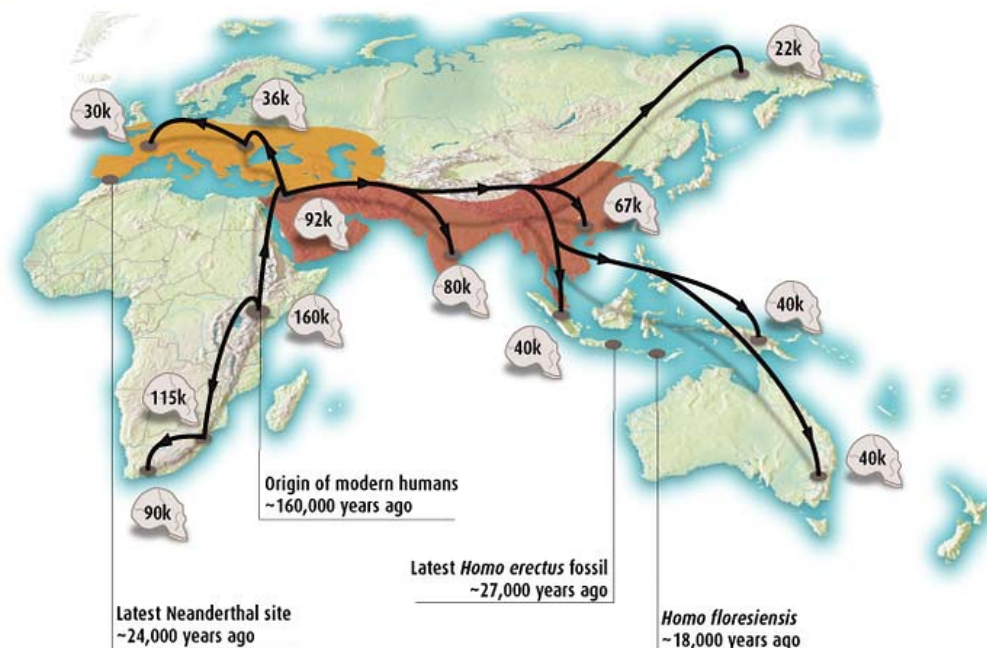 22k
30k
36k
92k
67k
80k
160k
40k
40k
115k
40k
90k
Origin of modern humans
~160,000 years ago
Latest Homo erectus fossil
~27,000 years ago
Latest Neanderthal site
~24,000 years ago
Homo floresiensis
~18,000 years ago